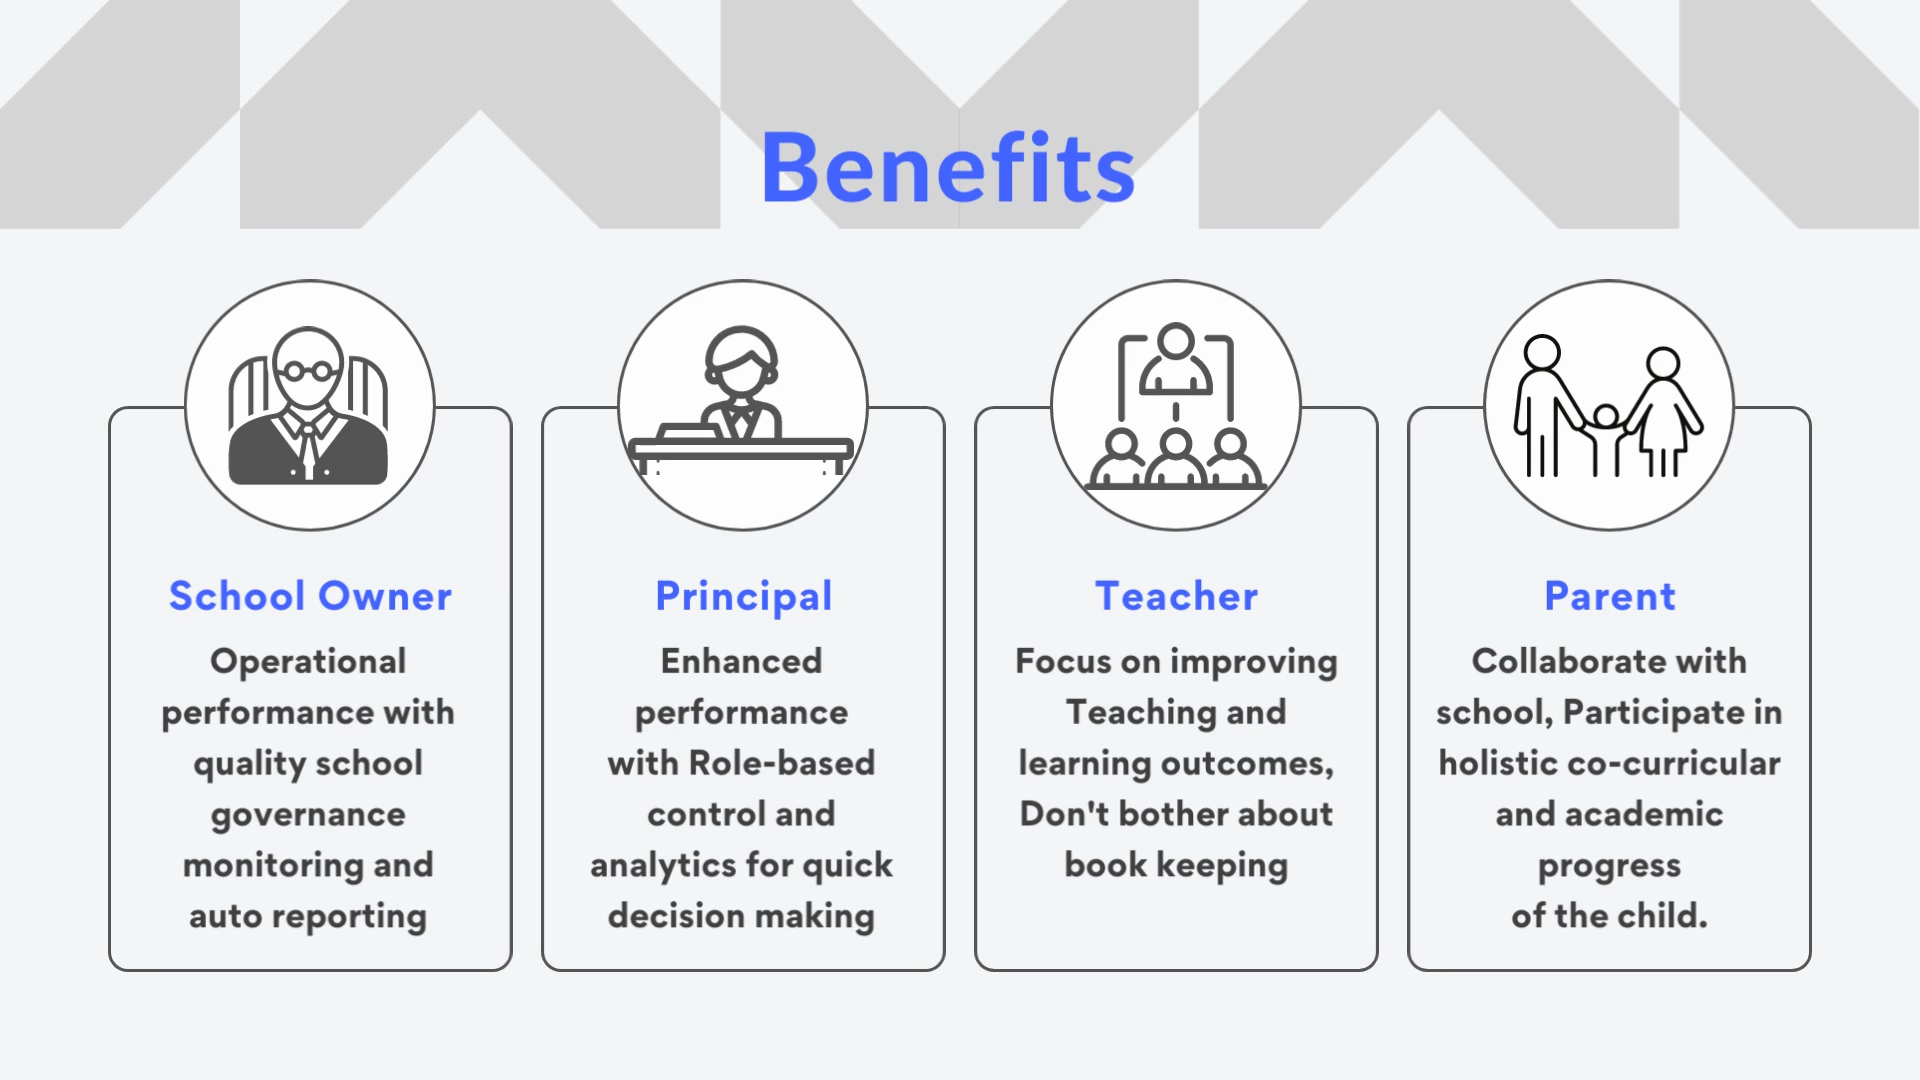 Benefits
School Owner
Operational
performance with
quality school
governance
monitoring and
auto reporting
Principal
Enhanced
performance
with Role-based
control and
analytics for quick
decision making
Teacher
Focus on improving
Teaching and
learning outcomes,
Don't bother about
book keeping
Parent
Collaborate with
school, Participate in
holistic co-curricular
and academic
progress
of the child.